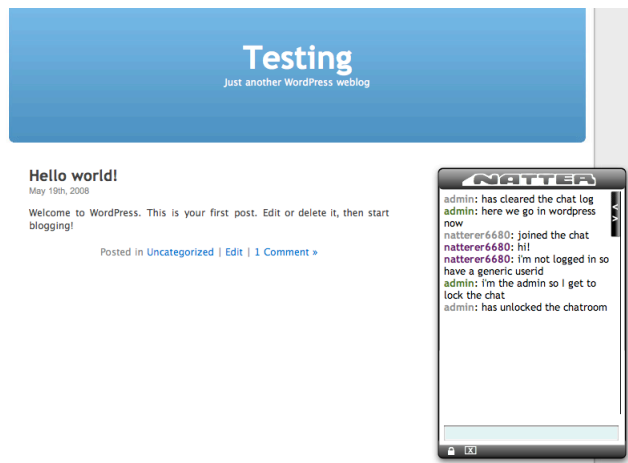 Testing
Just another WordPress weblog
Hello world!
May 19th, 2008
Welcome to WordPress. This is your first post. Edit or delete it, then start
blogging!
Posted in Uncategorized | Edit | 1 Comment »
NATTER
admin: has cleared the chat log
admin: here we go in wordpress
now
natterer6680: joined the chat
natterer6680: hi!
natterer6680: i'm not logged in so
have a generic userid
admin: i'm the admin so I get to
lock the chat
admin: has unlocked the chatroom